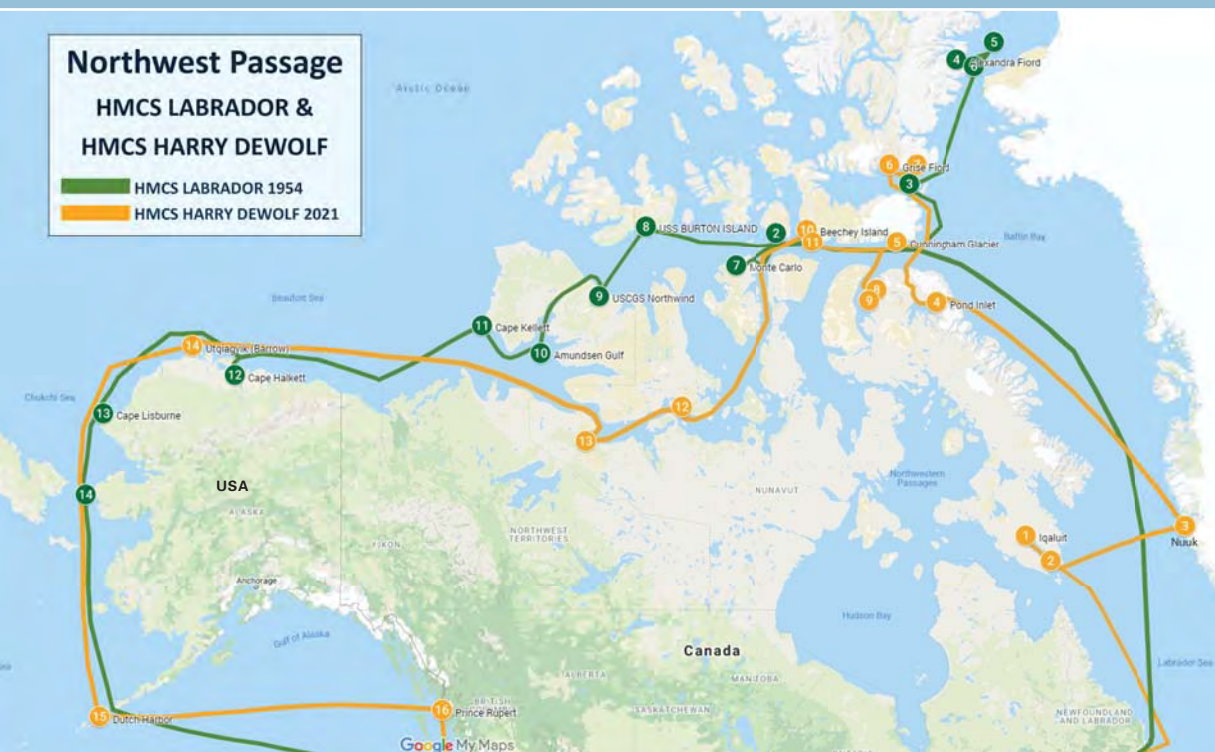 Northwest Passage
HMCS LABRADOR &
HMCS HARRY DEWOLF
HMCS LABRADOR 1954
HMCS HARRY DEWOLF 2021
Arctic Ocean
5
4
6
Alexandra Fiord
6
7
Grise Fiord
3
8
USS BURTON ISLAND
2
10
Beechey Island
11
5
Cunningham Glacier
Baffin Bay
7
Monte Carlo
9
USCGS Northwind
8
9
4
Pond Inlet
Beaufort Sea
11
Cape Kellett
14
Utqiagvik (Barrow)
10
Amundsen Gulf
12
Cape Halkett
Chukchi Sea
13
Cape Lisburne
12
13
USA
ALASKA
14
NUNAVUT
Northwestern
Passages
YUKON
NORTHWEST
TERRITORIES
1
Iqaluit
2
3
Nuuk
Anchorage
Gulf of Alaska
Hudson Bay
Canada
Labrador Sea
ALBERTA
MANITOBA
BRITISH
COLUMBIA
SASKATCHEWAN
15
Dutch Harbor
16
Prince Rupert
NEWFOUNDLAND
AND LABRADOR
Google My Maps